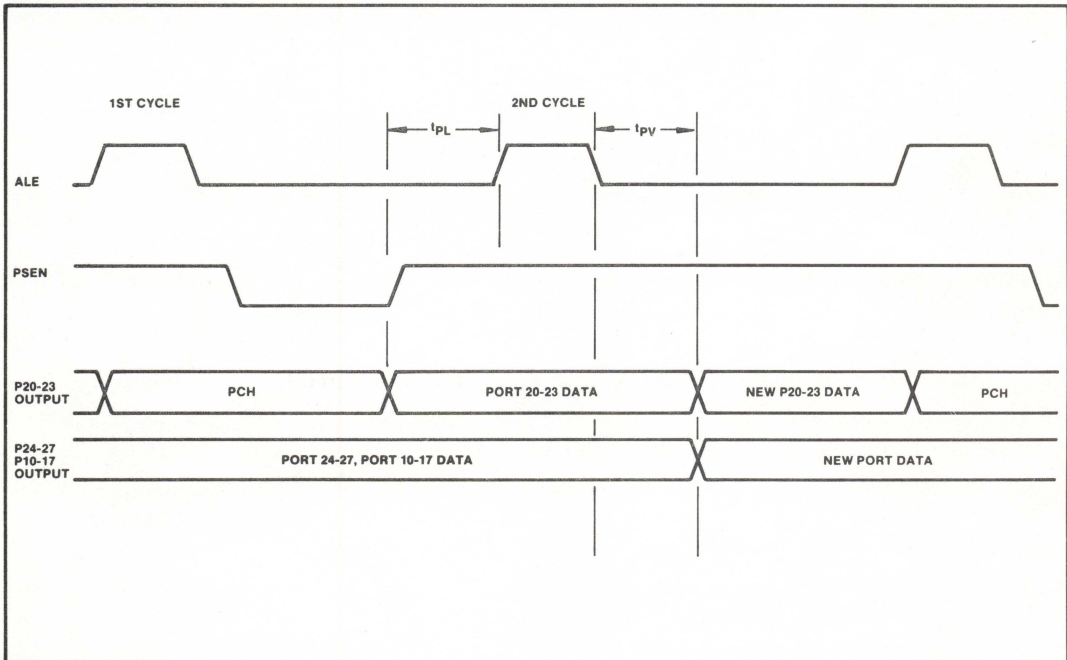 1ST CYCLE
2ND CYCLE
tPL
tPV
ALE
PSEN
P20-23
OUTPUT
PCH
PORT 20-23 DATA
NEW P20-23 DATA
PCH
P24-27
P10-17
OUTPUT
PORT 24-27, PORT 10-17 DATA
NEW PORT DATA